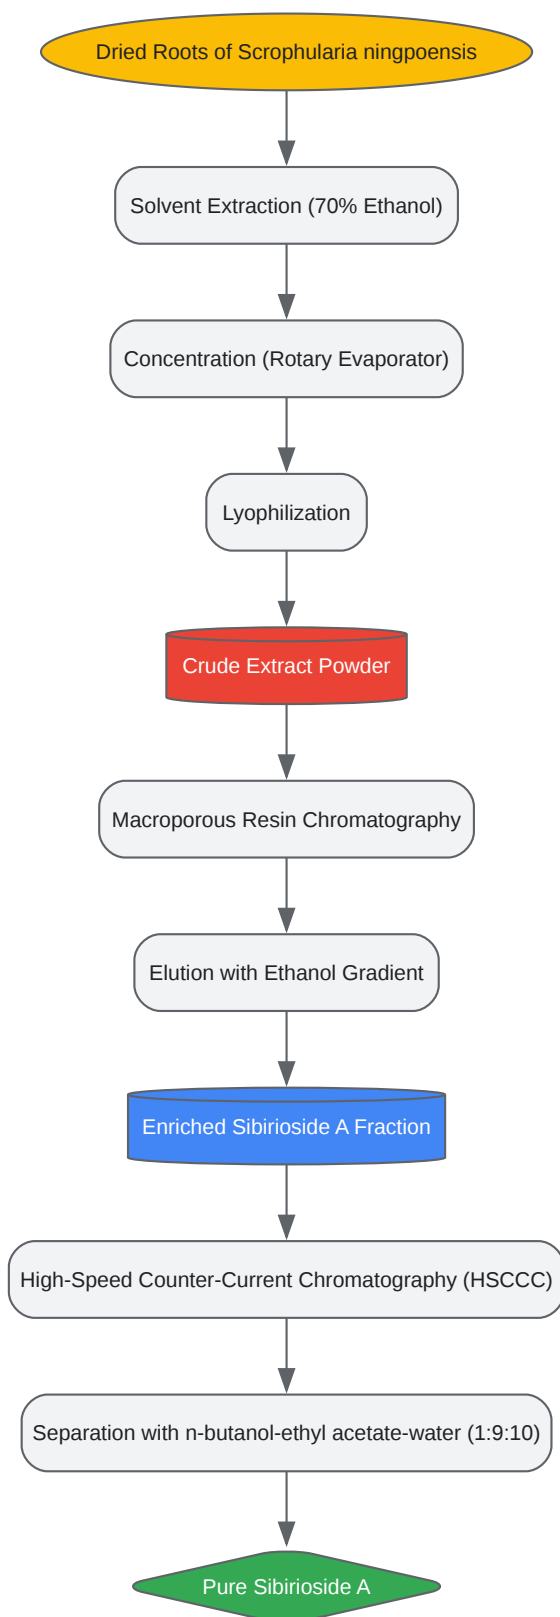 Dried Roots of Scrophularia ningpoensis
Solvent Extraction (70% Ethanol)
Concentration (Rotary Evaporator)
Lyophilization
Crude Extract Powder
Macroporous Resin Chromatography
Elution with Ethanol Gradient
Enriched Sibirioside A Fraction
High-Speed Counter-Current Chromatography (HSCCC)
Separation with n-butanol-ethyl acetate-water (1:9:10)
Pure Sibirioside A